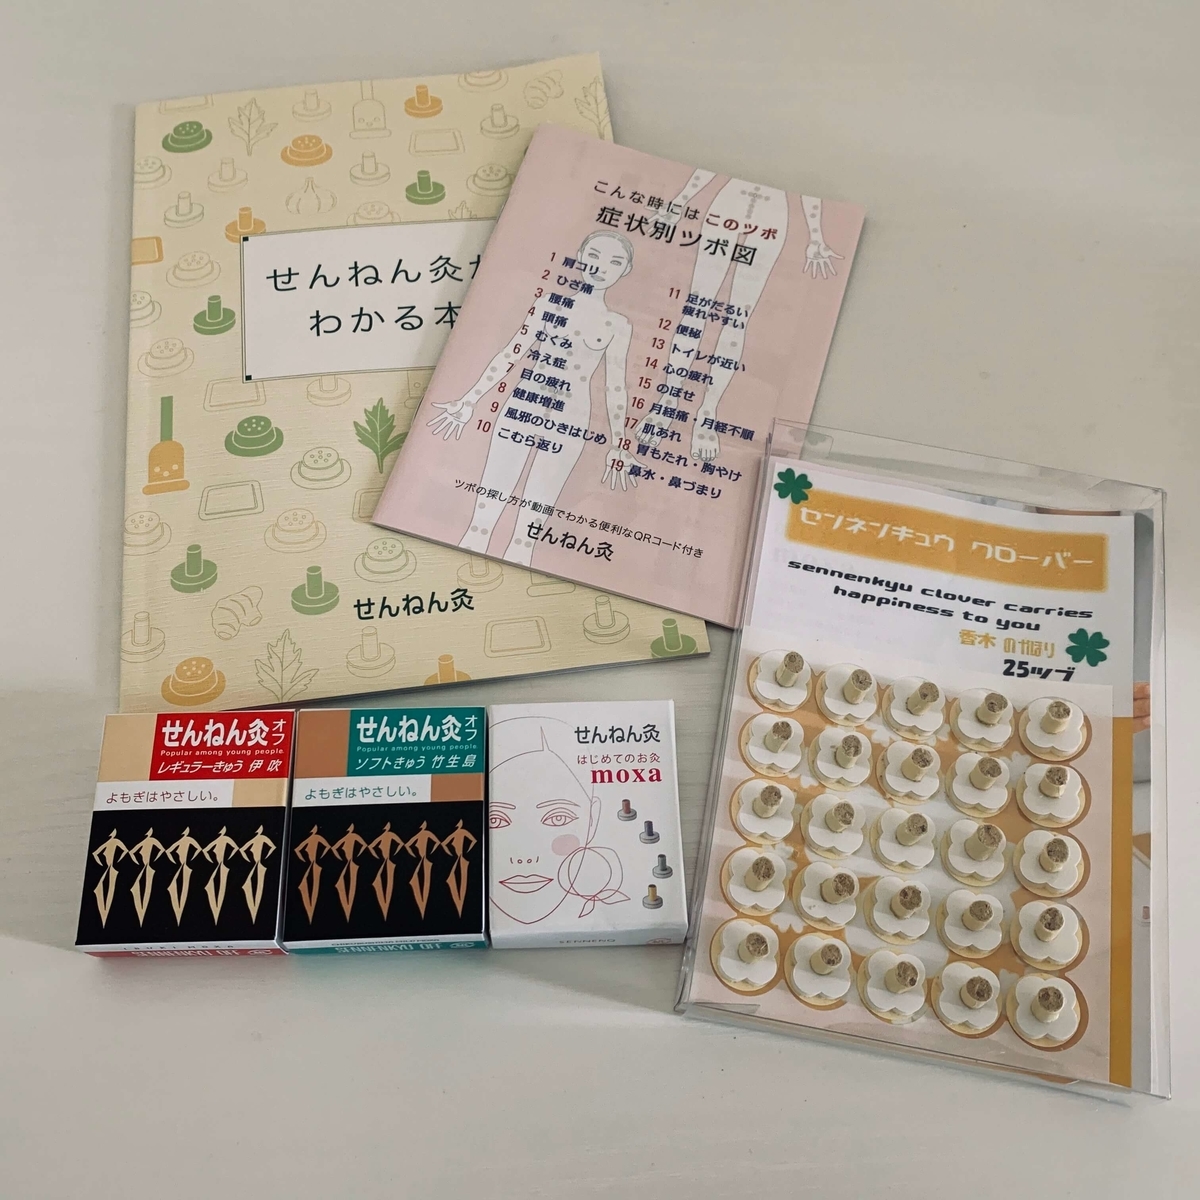 せんねん灸が
わかる本
せんねん灸
こんな時にはこのツボ
症状別ツボ図
1 肩コリ
2 ひざ痛
3 腰痛
4 頭痛
5 むくみ
6 冷え症
7 目の疲れ
8 健康増進
9 風邪のひきはじめ
10 こむら返り
11 足がだるい
疲れやすい
12 便秘
13 トイレが近い
14 心の疲れ
15 のぼせ
16 月経痛・月経不順
17 肌あれ
18 胃もたれ・胸やけ
19 鼻水・鼻づまり
ツボの探し方が動画でわかる便利なQRコード付き
せんねん灸
センネンキュウ クローバー
sennenkyu clover carries
happiness to you
香木 のかほり
25ツブ
せんねん灸オフ
Popular among young people.
レギュラーきゅう 伊吹
よもぎはやさしい。
せんねん灸オフ
Popular among young people.
ソフトきゅう 竹生島
よもぎはやさしい。
せんねん灸
はじめてのお灸
moxa